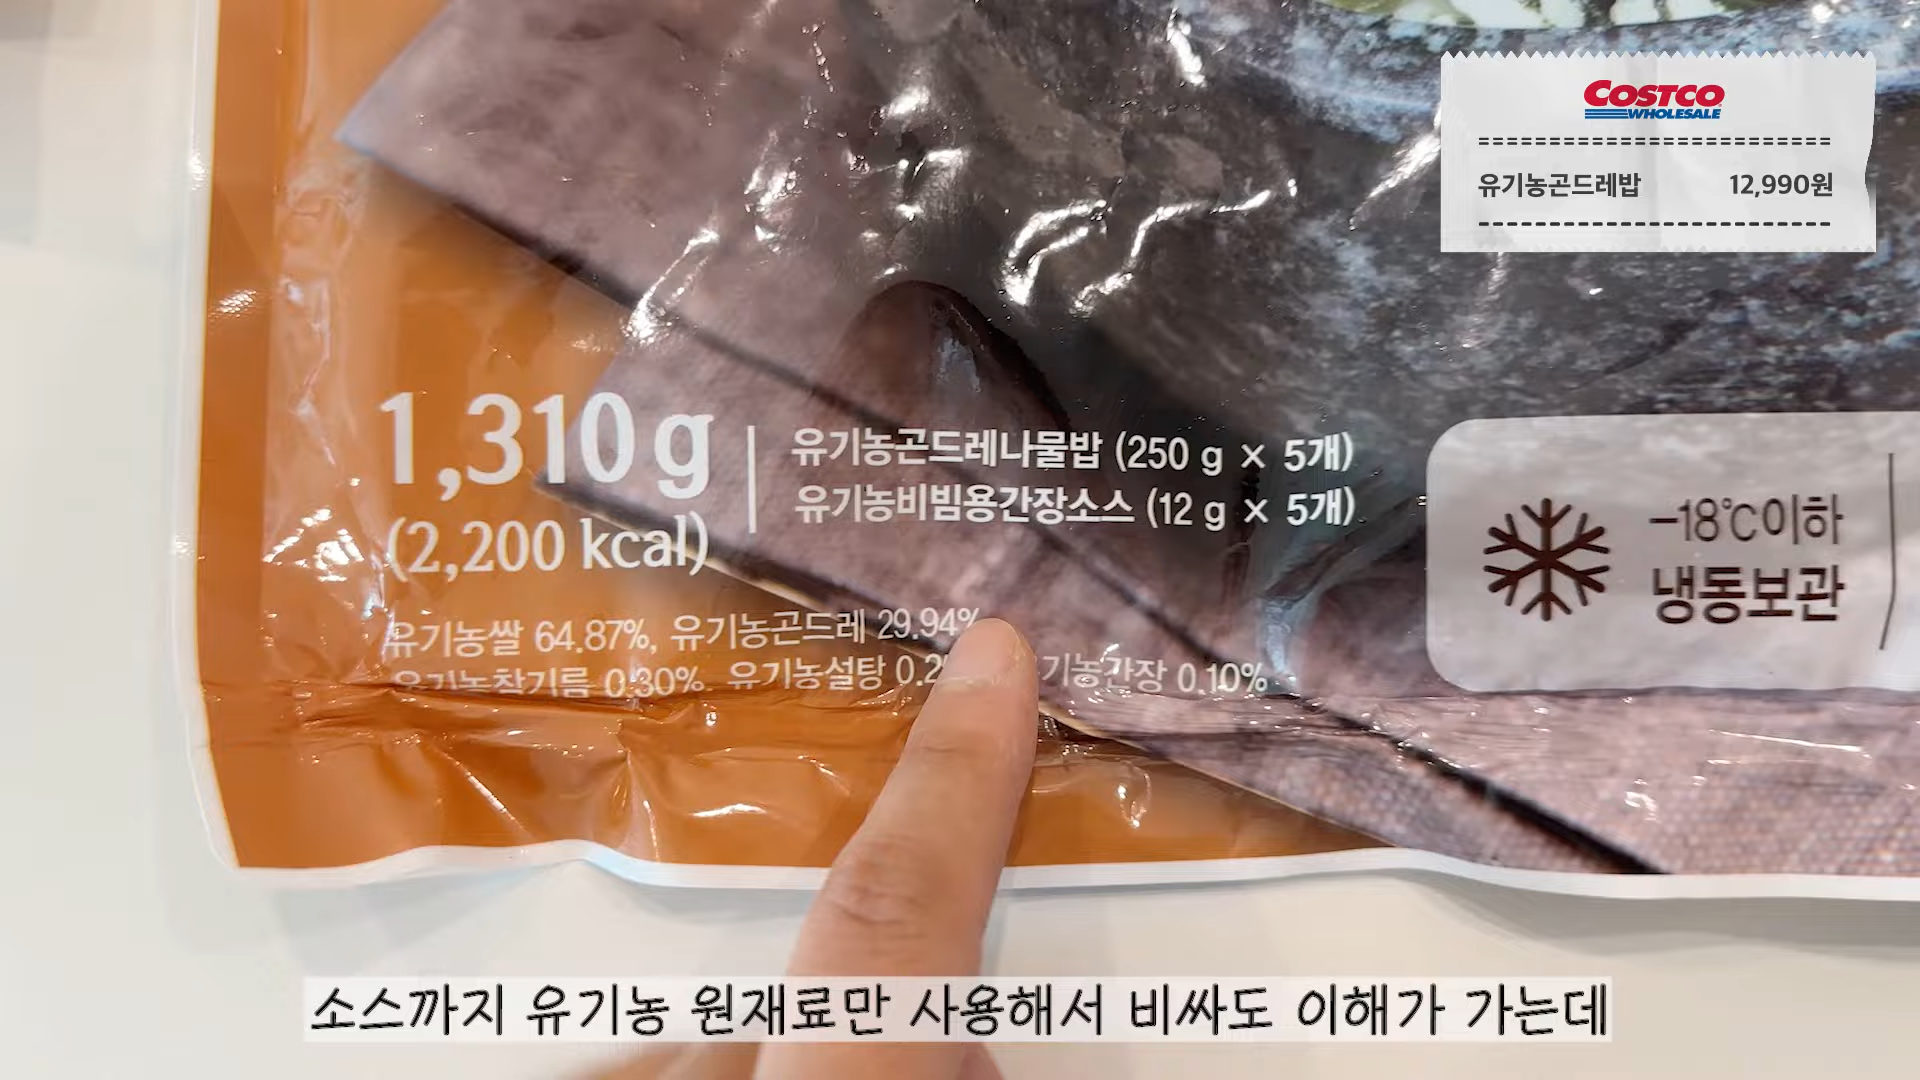 COSTCO
WHOLESALE
유기농곤드레밥 12,990원
1,310 g
(2,200 kcal)
유기농곤드레나물밥 (250 g × 5개)
유기농비빔용간장소스 (12 g × 5개)
-18℃이하
냉동보관
유기농쌀 64.87%, 유기농곤드레 29.94%
유기농참기름 0.30%, 유기농설탕 0.2 기농간장 0.10%
소스까지 유기농 원재료만 사용해서 비싸도 이해가 가는데